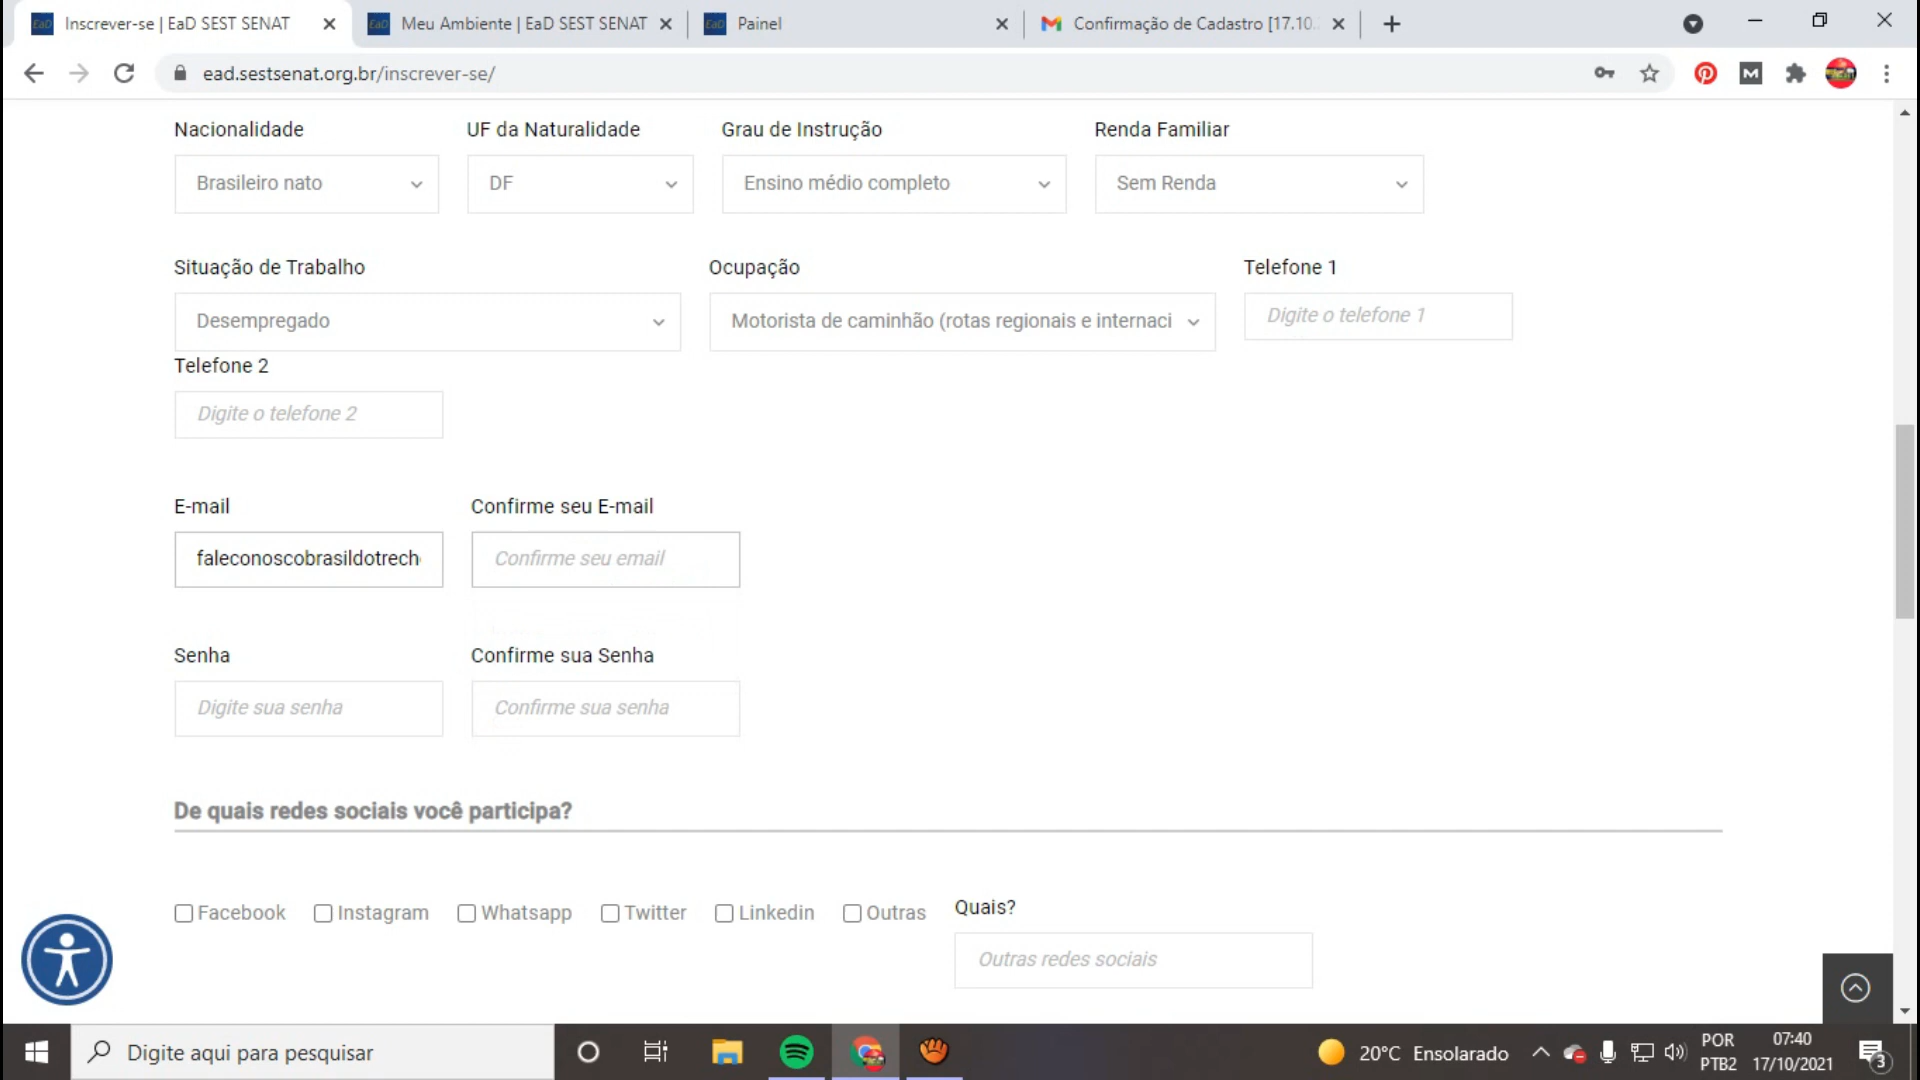 Inscrever-se | EaD SEST SENAT
Meu Ambiente | EaD SEST SENAT
Painel
Confirmação de Cadastro [17.10.
ead.sestsenat.org.br/inscrever-se/
Nacionalidade
UF da Naturalidade
Grau de Instrução
Renda Familiar
Brasileiro nato
DF
Ensino médio completo
Sem Renda
Situação de Trabalho
Ocupação
Telefone 1
Desempregado
Motorista de caminhão (rotas regionais e internaci
Digite o telefone 1
Telefone 2
Digite o telefone 2
E-mail
Confirme seu E-mail
faleconoscobrasildotrech
Confirme seu email
Senha
Confirme sua Senha
Digite sua senha
Confirme sua senha
De quais redes sociais você participa?
Facebook
Instagram
Whatsapp
Twitter
Linkedin
Outras
Quais?
Outras redes sociais
Digite aqui para pesquisar
20°C Ensolarado
POR
PTB2
07:40
17/10/2021
3